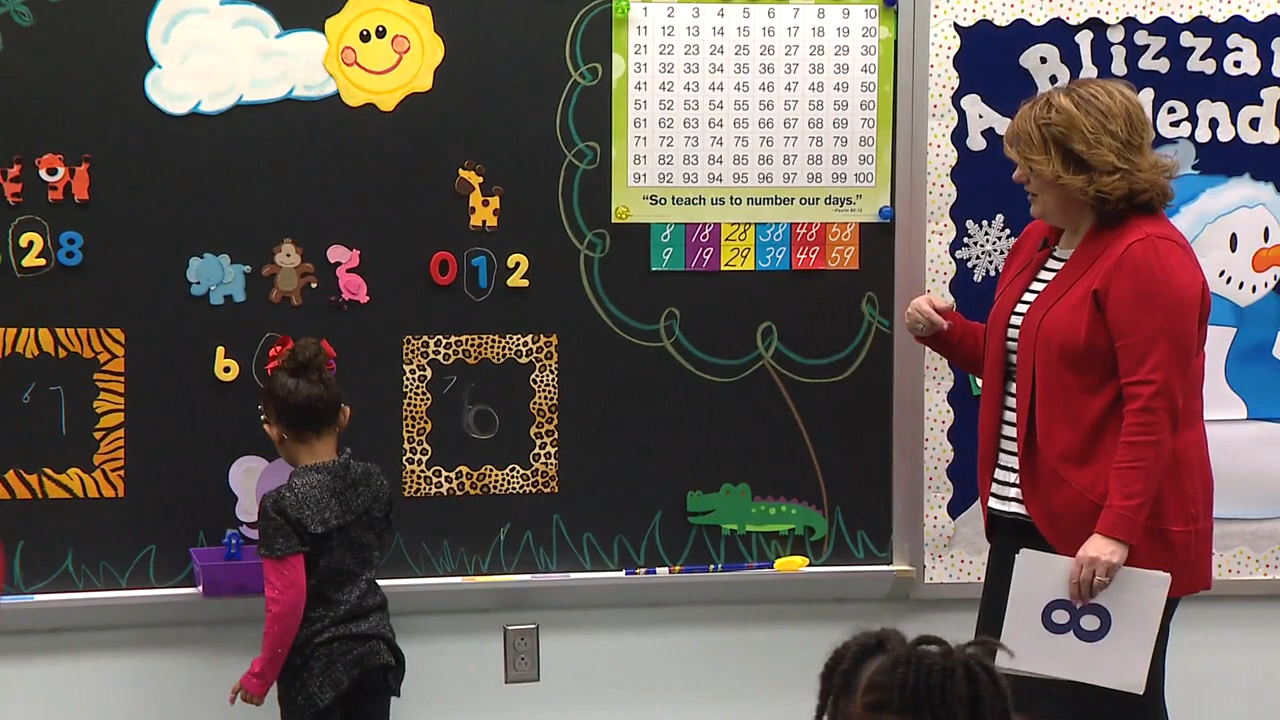 1 2 3 4 5 6 7 8 9 10
11 12 13 14 15 16 17 18 19 20
21 22 23 24 25 26 27 28 29 30
31 32 33 34 35 36 37 38 39 40
41 42 43 44 45 46 47 48 49 50
51 52 53 54 55 56 57 58 59 60
61 62 63 64 65 66 67 68 69 70
71 72 73 74 75 76 77 78 79 80
81 82 83 84 85 86 87 88 89 90
91 92 93 94 95 96 97 98 99 100
"So teach us to number our days."
8 18 28 38 48 58
9 19 29 39 49 59
Blizza
A
lend
2 8
0 1 2
6
6 7
7 6
8